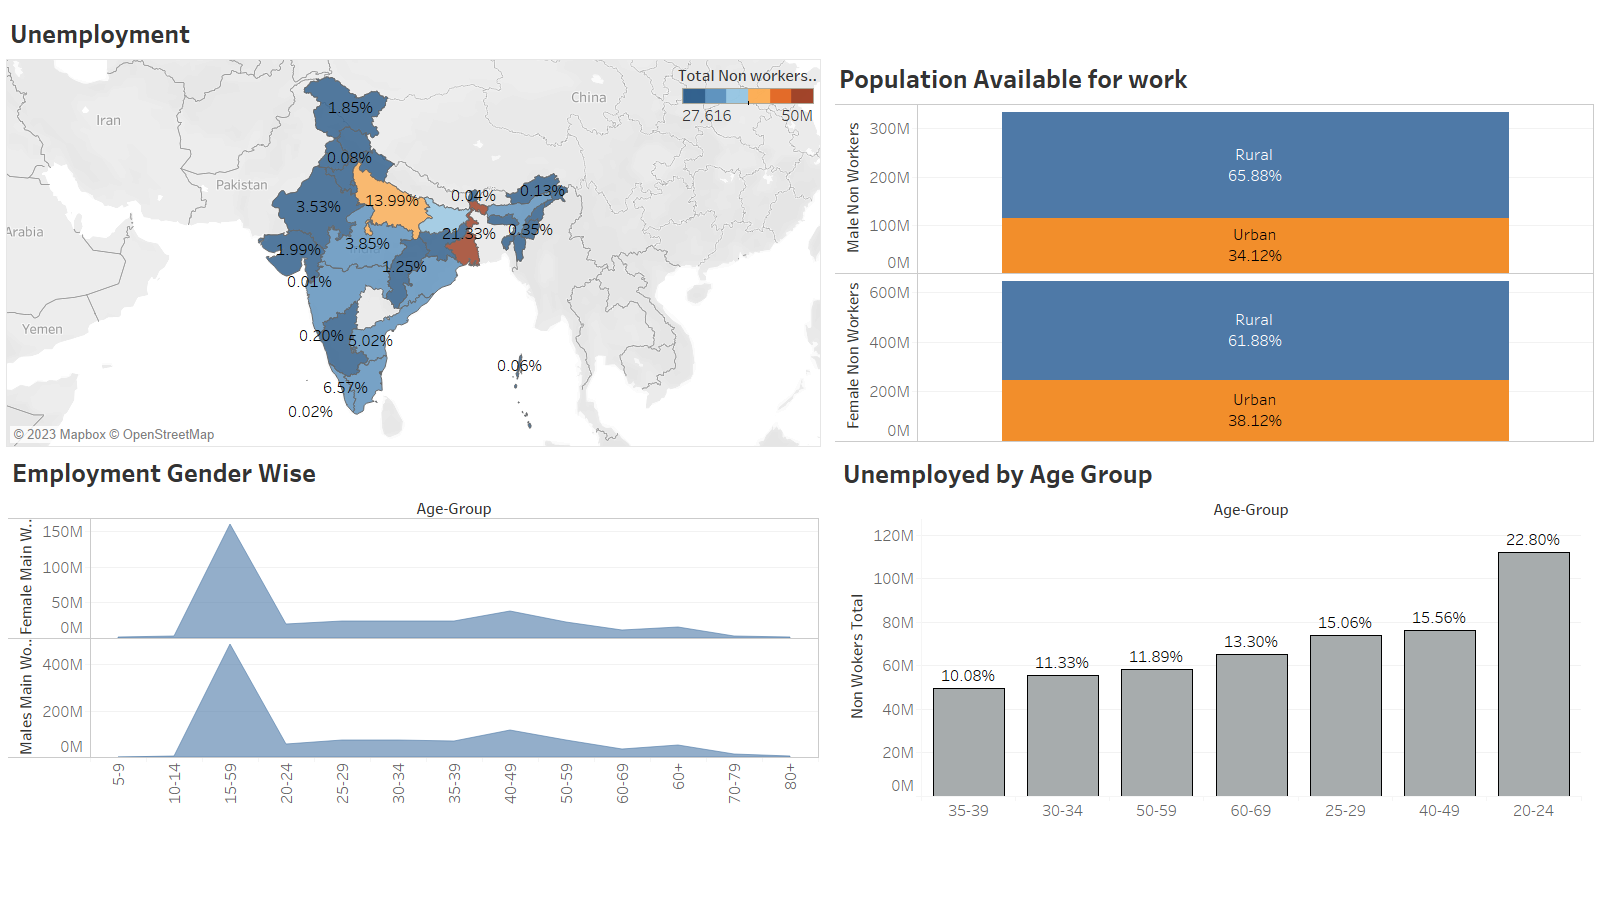 Unemployment
Total Non workers..
27,616 50M
China
Iran
Pakistan
Arabia
Yemen
1.85%
0.08%
3.53%
13.99%
0.04%
0.13%
21.33%
0.35%
1.99%
3.85%
1.25%
0.01%
0.20%
5.02%
6.57%
0.02%
0.06%
© 2023 Mapbox © OpenStreetMap
Population Available for work
Male Non Workers
300M
200M
100M
0M
Rural
65.88%
Urban
34.12%
Female Non Workers
600M
400M
200M
0M
Rural
61.88%
Urban
38.12%
Employment Gender Wise
Age-Group
Female Main W..
150M
100M
50M
0M
Males Main Wo..
400M
200M
0M
5-9
10-14
15-59
20-24
25-29
30-34
35-39
40-49
50-59
60-69
60+
70-79
80+
Unemployed by Age Group
Age-Group
Non Wokers Total
120M
100M
80M
60M
40M
20M
0M
10.08%
11.33%
11.89%
13.30%
15.06%
15.56%
22.80%
35-39 30-34 50-59 60-69 25-29 40-49 20-24